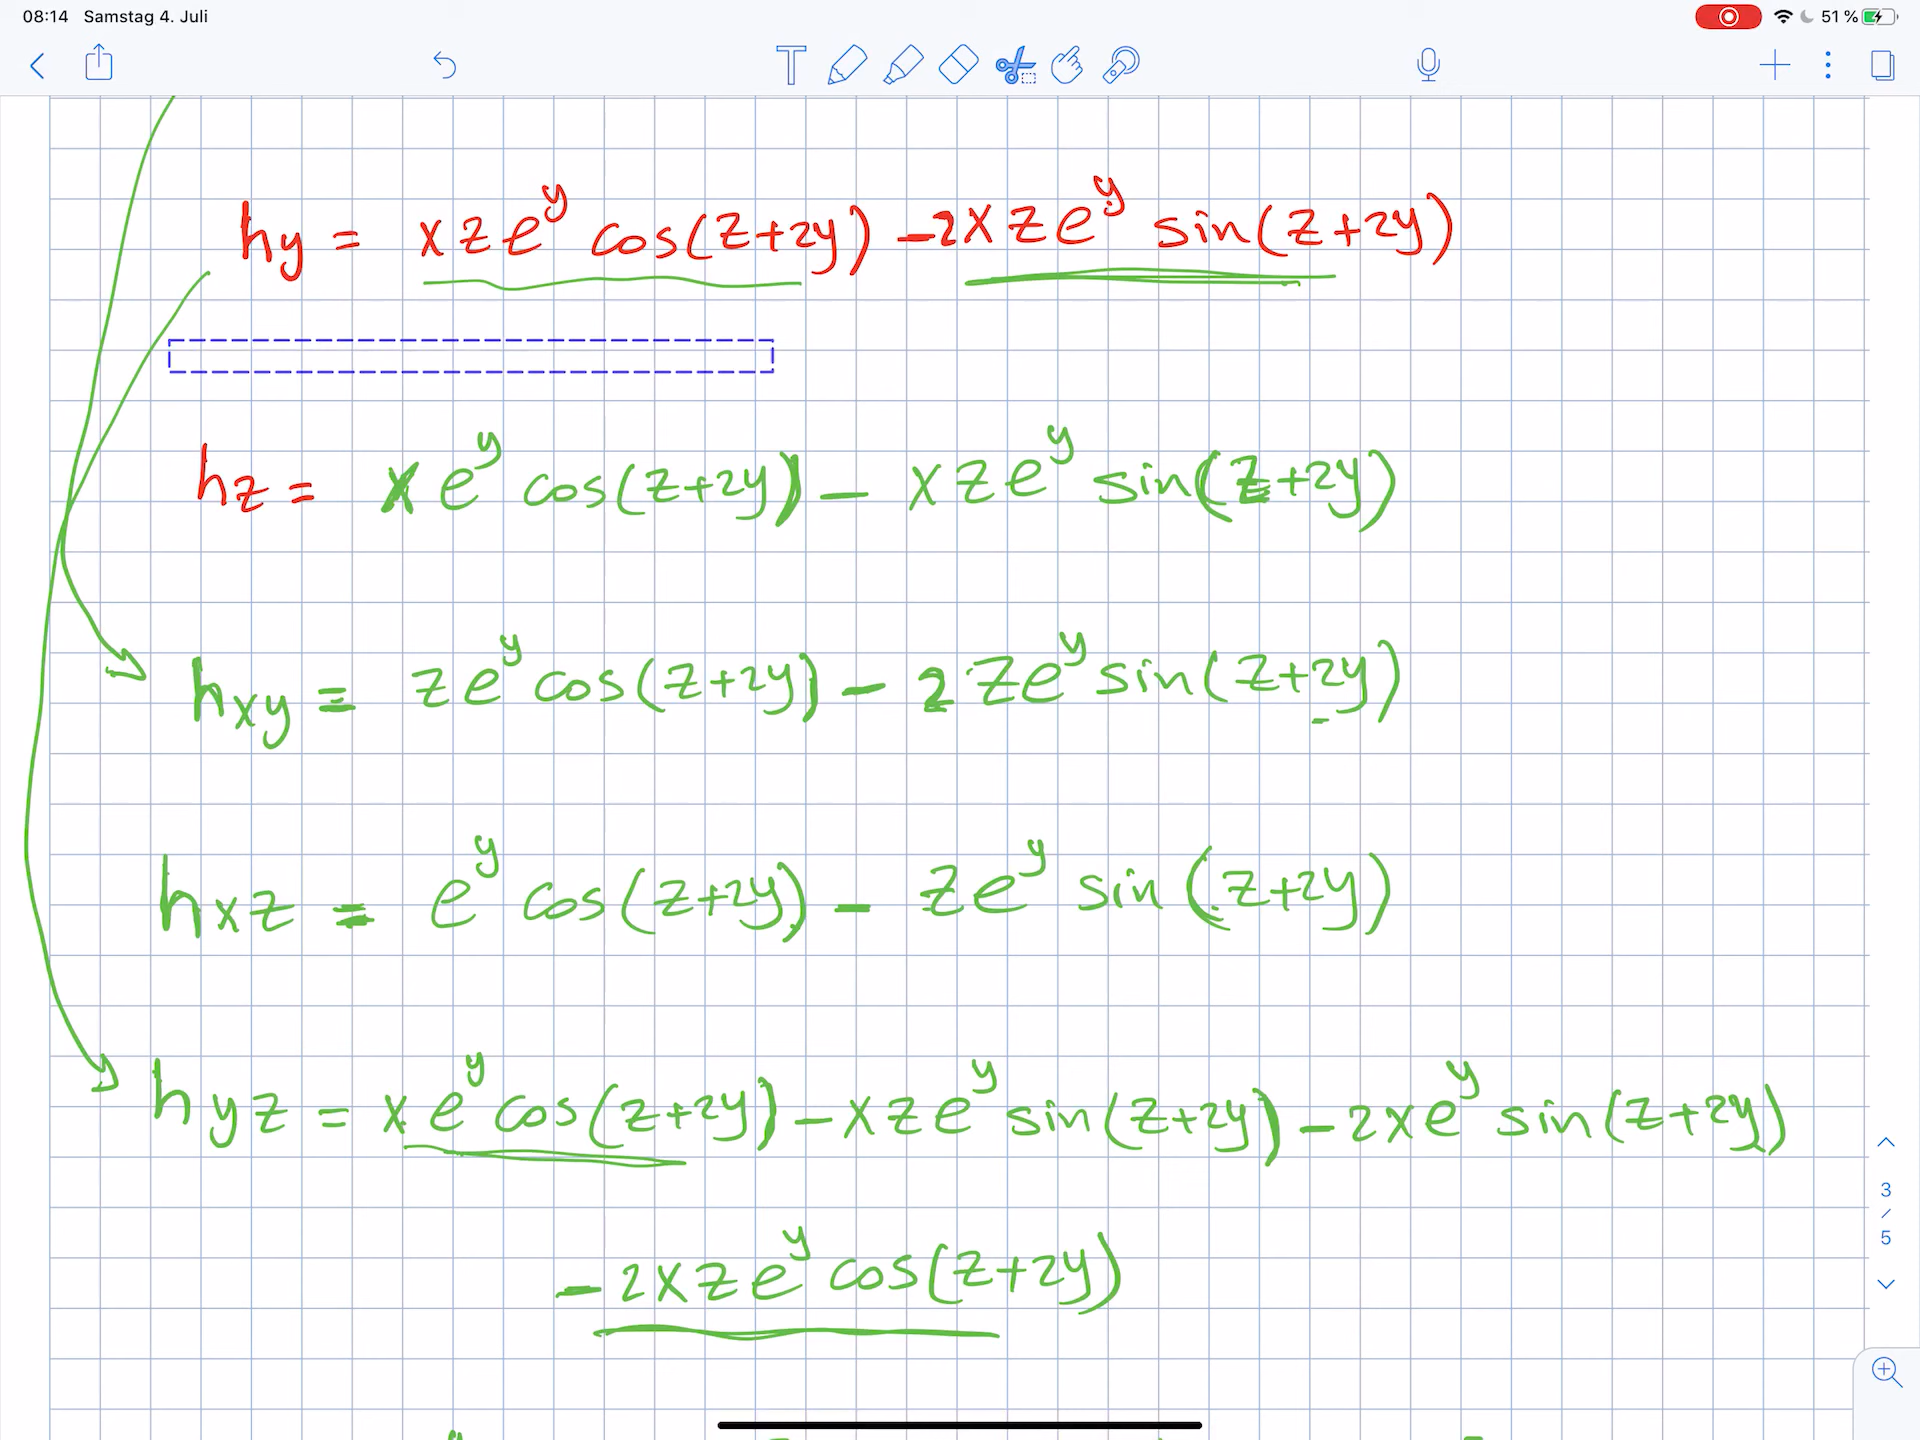 08:14 Samstag 4. Juli 51 %
hy = xze^y cos(z+2y) -2xze^y sin(z+2y)
hz = xe^y cos(z+2y) - xze^y sin(z+2y)
hxy = ze^y cos(z+2y) - 2ze^y sin(z+2y)
hxz = e^y cos(z+2y) - ze^y sin(z+2y)
hyz = xe^y cos(z+2y) - xze^y sin(z+2y) - 2xe^y sin(z+2y)
- 2xze^y cos(z+2y)
3
/
5